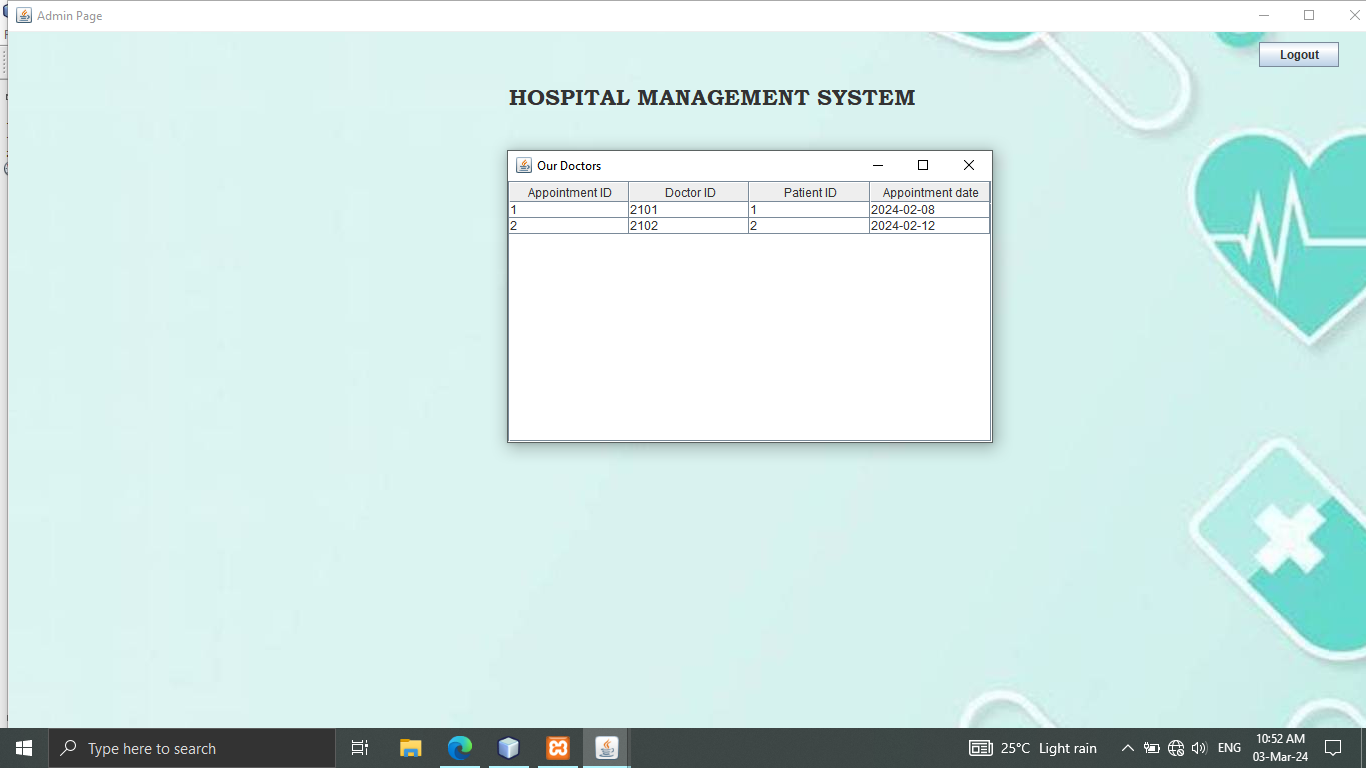 Admin Page
Logout
HOSPITAL MANAGEMENT SYSTEM
Our Doctors
Appointment ID Doctor ID Patient ID Appointment date
1 2101 1 2024-02-08
2 2102 2 2024-02-12
Type here to search
25°C Light rain
ENG
10:52 AM
03-Mar-24